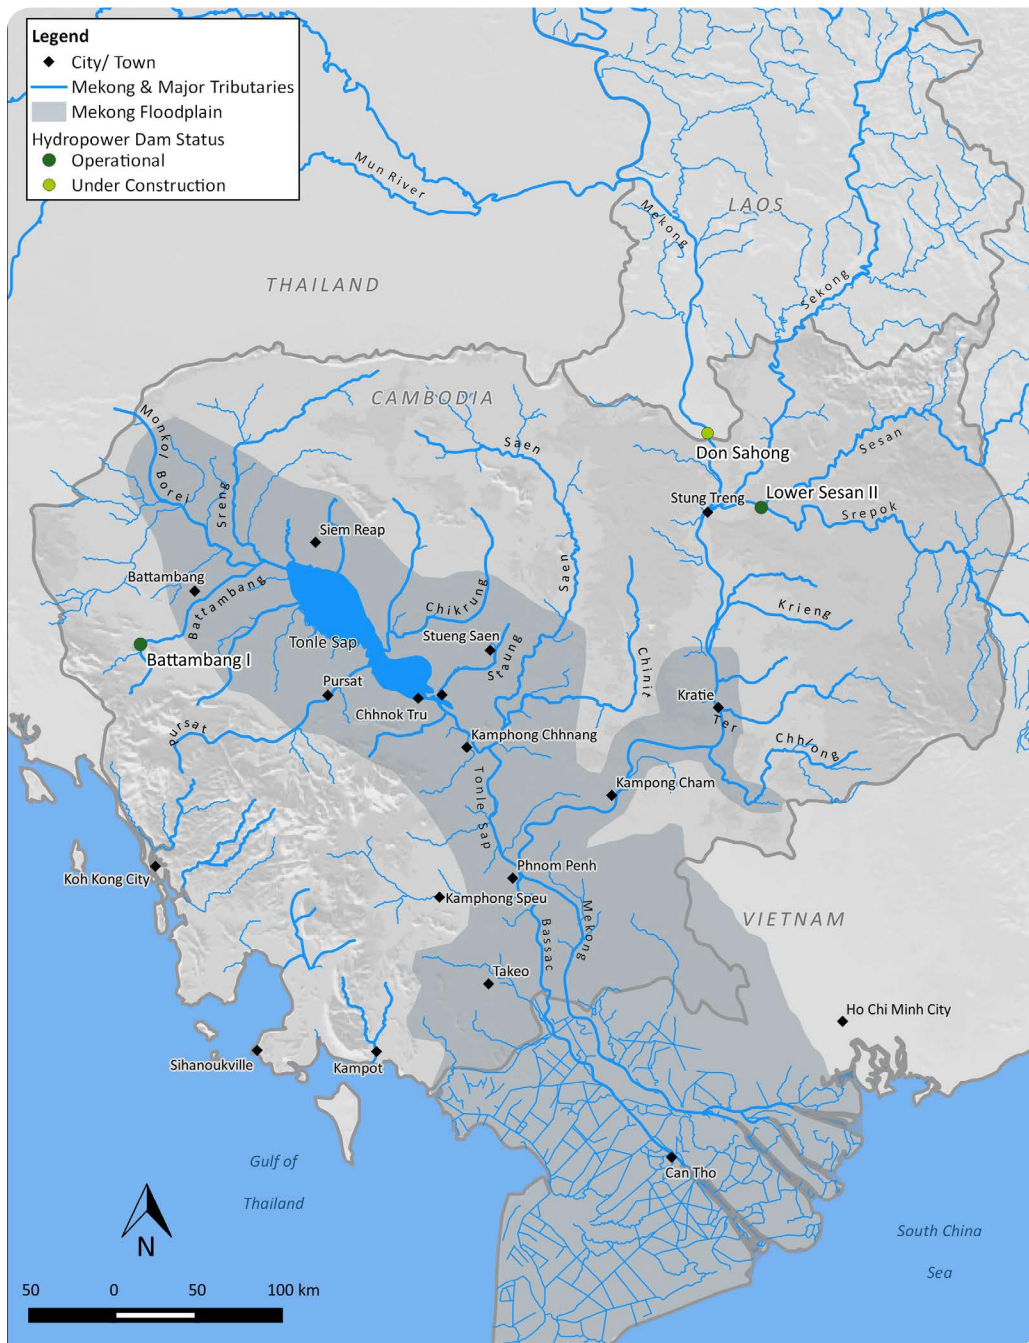 Legend
City/ Town
Mekong & Major Tributaries
Mekong Floodplain
Hydropower Dam Status
Operational
Under Construction
Mun River
Mekong
LAOS
Sekong
THAILAND
CAMBODIA
Monkol Borei
Sreng
Saen
Sesan
Don Sahong
Stung Treng
Lower Sesan II
Srepok
Siem Reap
Saaen
Battambang
Battambang
Chikrung
Krieng
Stueng Saen
Staung
Tonle Sap
Battambang I
Chinit
Pursat
Chhnok Tru
Kratie
Ter
pursat
Kamphong Chhnang
Chhlong
Tonle Sap
Kampong Cham
Phnom Penh
Koh Kong City
Kamphong Speu
Bassac
Mekong
VIETNAM
Takeo
Ho Chi Minh City
Sihanoukville
Kampot
Gulf of
Thailand
Can Tho
South China
Sea
N
50 0 50 100 km